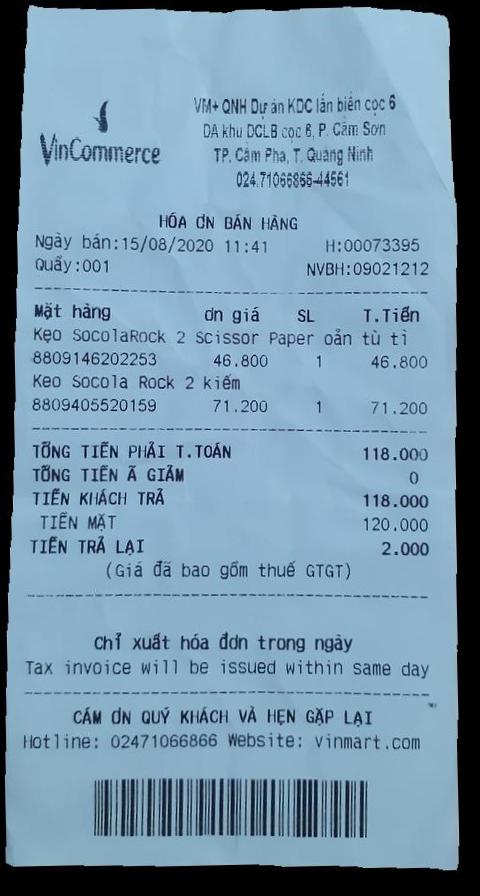 VinCommerce
VM+ QNH Dự án KDC lấn biển cọc 6
DA khu DCLB cọc 6, P. Cẩm Sơn
TP. Cẩm Phả, T. Quảng Ninh
024.71066866-44561
HÓA ƠN BÁN HÀNG
Ngày bán:15/08/2020 11:41 H:00073395
Quầy:001 NVBH:09021212
Mặt hàng ơn giá SL T.Tiền
Kẹo SocolaRock 2 Scissor Paper oẳn tù tì
8809146202253 46.800 1 46.800
Keo Socola Rock 2 kiếm
8809405520159 71.200 1 71.200
TỔNG TIỀN PHẢI T.TOÁN 118.000
TỔNG TIỀN Ã GIẢM 0
TIỀN KHÁCH TRẢ 118.000
TIỀN MẶT 120.000
TIỀN TRẢ LẠI 2.000
(Giá đã bao gồm thuế GTGT)
Chỉ xuất hóa đơn trong ngày
Tax invoice will be issued within same day
CÁM ƠN QUÝ KHÁCH VÀ HẸN GẶP LẠI
Hotline: 02471066866 Website: vinmart.com